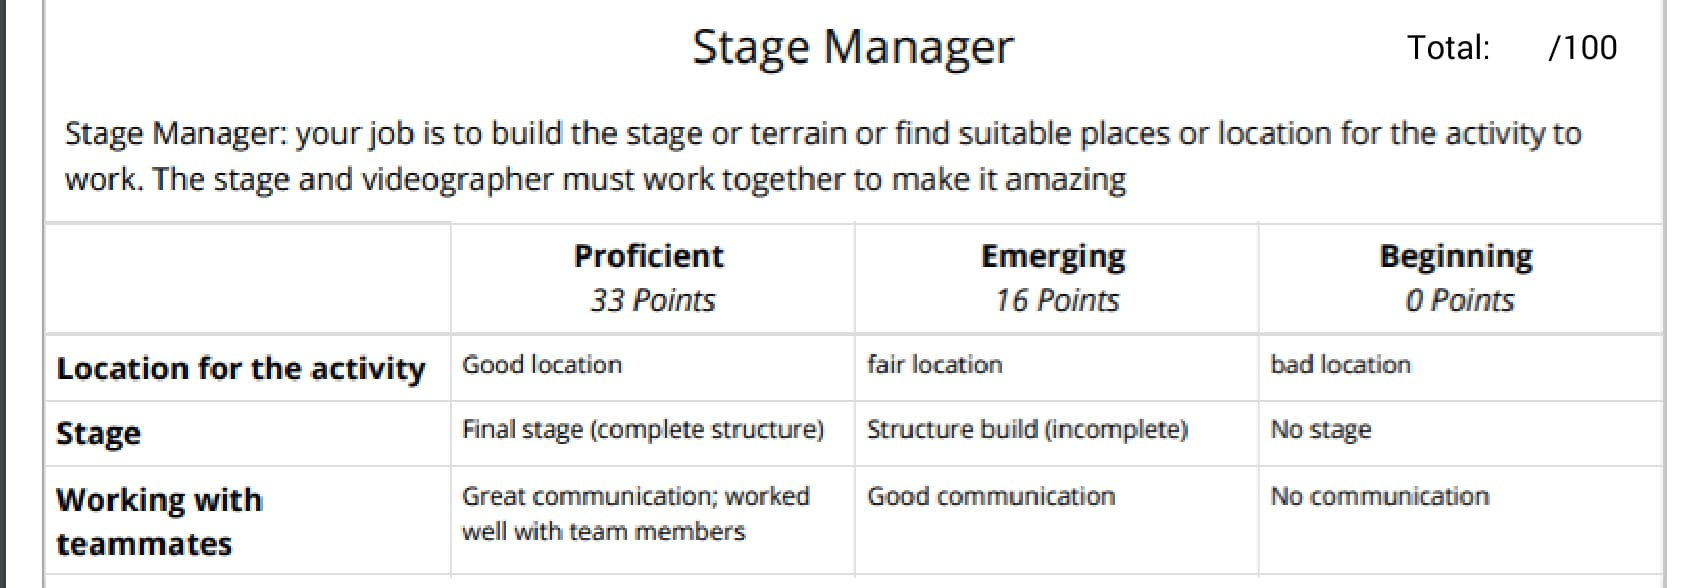 Stage Manager
Total: /100
Stage Manager: your job is to build the stage or terrain or find suitable places or location for the activity to
work. The stage and videographer must work together to make it amazing
Proficient
33 Points
Emerging
16 Points
Beginning
0 Points
Location for the activity
Good location
fair location
bad location
Stage
Final stage (complete structure)
Structure build (incomplete)
No stage
Working with
teammates
Great communication; worked
well with team members
Good communication
No communication